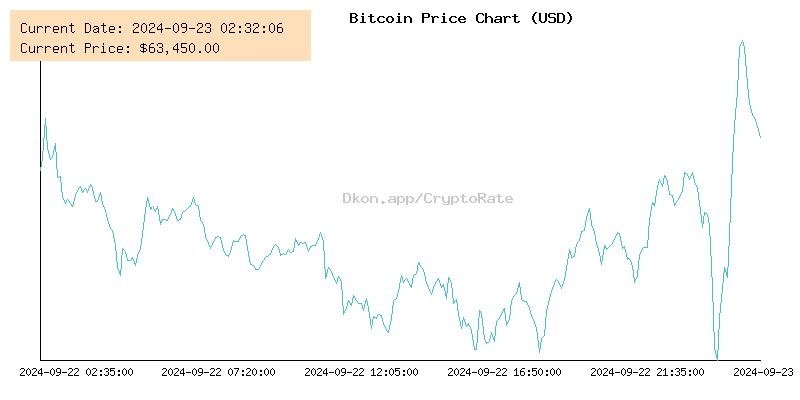 Bitcoin Price Chart (USD)
Current Date: 2024-09-23 02:32:06
Current Price: $63,450.00
Dkon.app/CryptoRate
2024-09-22 02:35:00 2024-09-22 07:20:00 2024-09-22 12:05:00 2024-09-22 16:50:00 2024-09-22 21:35:00 2024-09-23